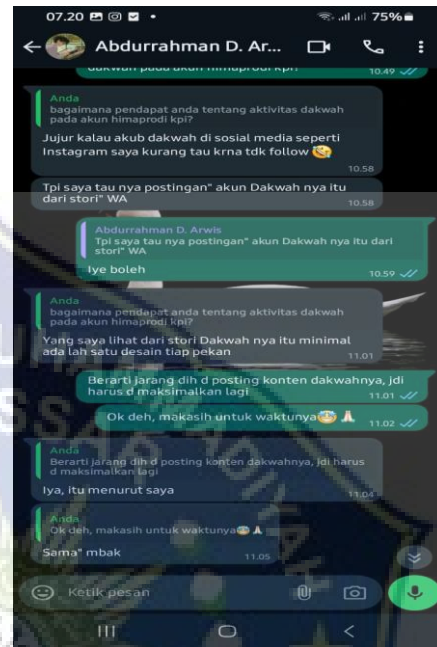 07.20
75%
Abdurrahman D. Ar...
dakwah pada akun himaprodi kpi?
10.49
Anda
bagaimana pendapat anda tentang aktivitas dakwah
pada akun himaprodi kpi?
Jujur kalau akub dakwah di sosial media seperti
Instagram saya kurang tau krna tdk follow 🤣
10.58
Tpi saya tau nya postingan" akun Dakwah nya itu
dari stori" WA
10.58
Abdurrahman D. Arwis
Tpi saya tau nya postingan" akun Dakwah nya itu dari
stori" WA
Iye boleh
10.59
Anda
bagaimana pendapat anda tentang aktivitas dakwah
pada akun himaprodi kpi?
Yang saya lihat dari stori Dakwah nya itu minimal
ada lah satu desain tiap pekan
11.01
Berarti jarang dih d posting konten dakwahnya, jdi
harus d maksimalkan lagi
11.01
Ok deh, makasih untuk waktunya
11.02
Anda
Berarti jarang dih d posting konten dakwahnya, jdi harus
d maksimalkan lagi
Iya, itu menurut saya
11.04
Anda
Ok deh, makasih untuk waktunya
Sama" mbak
11.05
Ketik pesan